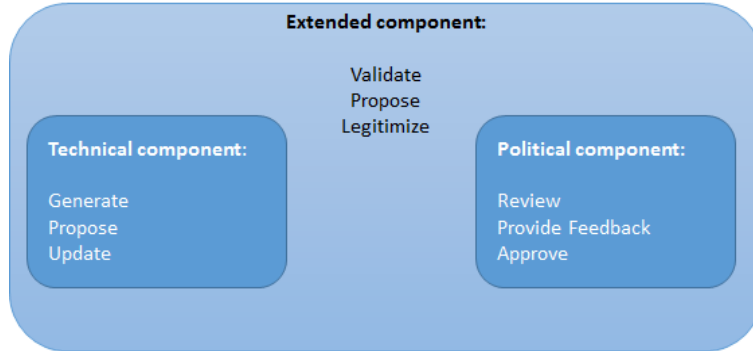 Extended component:
Validate
Propose
Legitimize
Technical component:
Generate
Propose
Update
Political component:
Review
Provide Feedback
Approve